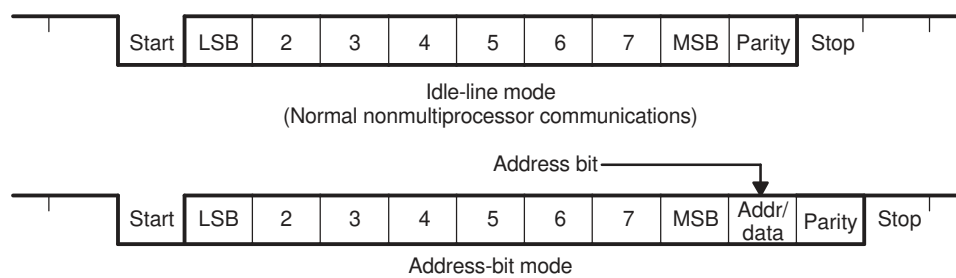 Start LSB 2 3 4 5 6 7 MSB Parity Stop
Idle-line mode
(Normal nonmultiprocessor communications)
Address bit
Start LSB 2 3 4 5 6 7 MSB Addr/ data Parity Stop
Address-bit mode